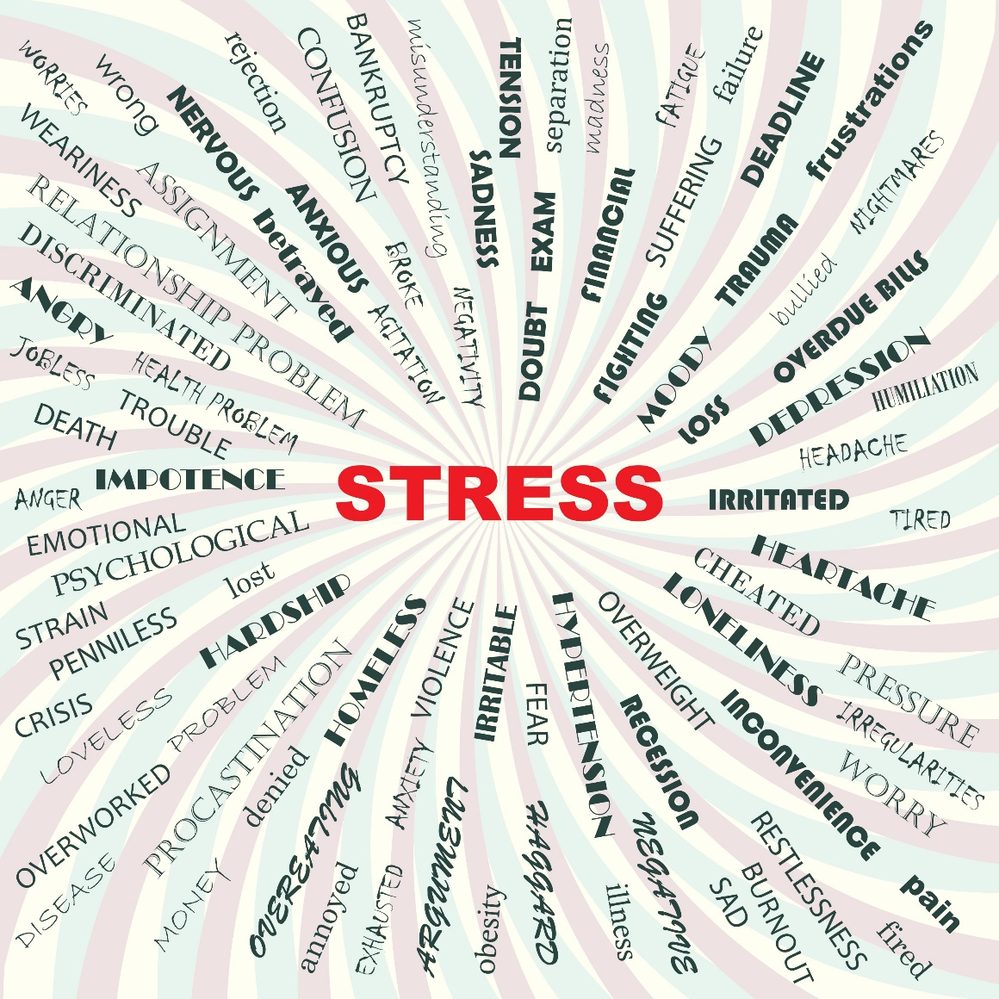 WORRIES
wrong
rejection
CONFUSION
BANKRUPTCY
misunderstanding
TENSION
separation
madness
FATIGUE
failure
DEADLINE
frustrations
WEARINESS
NERVOUS
ASSIGNMENT
ANXIOUS
betrayed
SADNESS
EXAM
FINANCIAL
SUFFERING
TRAUMA
NIGHTMARES
RELATIONSHIP PROBLEM
DISCRIMINATED
BROKE
AGITATION
NEGATIVITY
DOUBT
FIGHTING
MOODY
bullied
OVERDUE BILLS
ANGRY
JOBLESS
HEALTH PROBLEM
TROUBLE
DEATH
LOSS
DEPRESSION
HUMILIATION
HEADACHE
IMPOTENCE
ANGER
STRESS
IRRITATED
TIRED
EMOTIONAL
PSYCHOLOGICAL
lost
HARDSHIP
STRAIN
PENNILESS
HEARTACHE
CHEATED
LONELINESS
CRISIS
LOVELESS
PROBLEM
PROCASTINATION
HOMELESS
VIOLENCE
IRRITABLE
FEAR
HYPERTENSION
OVERWEIGHT
RECESSION
INCONVENIENCE
PRESSURE
IRREGULARITIES
WORRY
OVERWORKED
DISEASE
MONEY
denied
OVEREATING
annoyed
ANXIETY
EXHAUSTED
ARGUMENT
obesity
HAGGARD
illness
NEGATIVE
SAD
BURNOUT
RESTLESSNESS
fired
pain